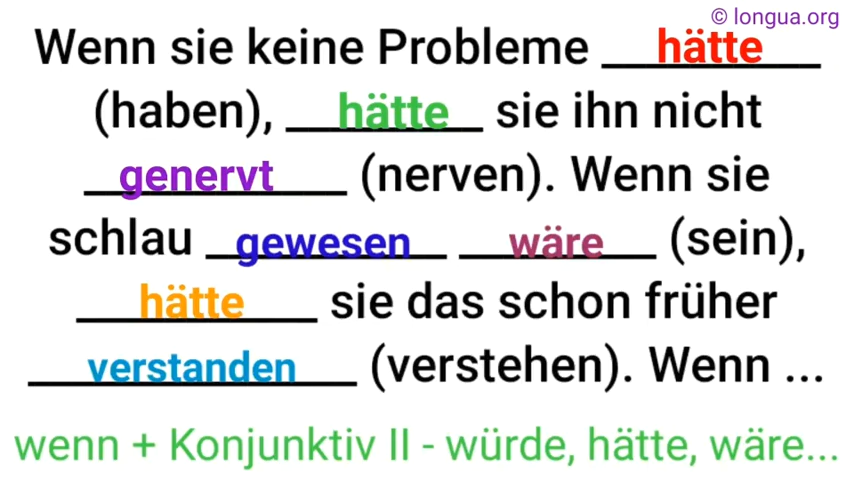 © longua.org
Wenn sie keine Probleme hätte
(haben), hätte sie ihn nicht
genervt (nerven). Wenn sie
schlau gewesen wäre (sein),
hätte sie das schon früher
verstanden (verstehen). Wenn ...
wenn + Konjunktiv II - würde, hätte, wäre...